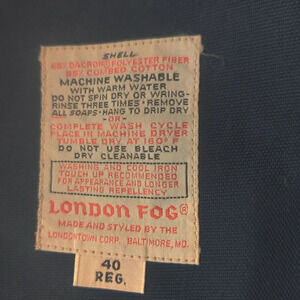 SHELL
65% DACRON® POLYESTER FIBER
35% COMBED COTTON
MACHINE WASHABLE
WITH WARM WATER
DO NOT SPIN DRY OR WRING-
RINSE THREE TIMES · REMOVE
ALL SOAPS · HANG TO DRIP DRY
-OR-
COMPLETE WASH CYCLE
PLACE IN MACHINE DRYER
TUMBLE DRY AT 160° F
DO NOT USE BLEACH
DRY CLEANABLE
WASHING AND COOL IRON
TOUCH UP RECOMMENDED
FOR APPEARANCE AND LONGER
LASTING REPELLENCY
LONDON FOG®
MADE AND STYLED BY THE
LONDONTOWN CORP. BALTIMORE, MD.
40
REG.